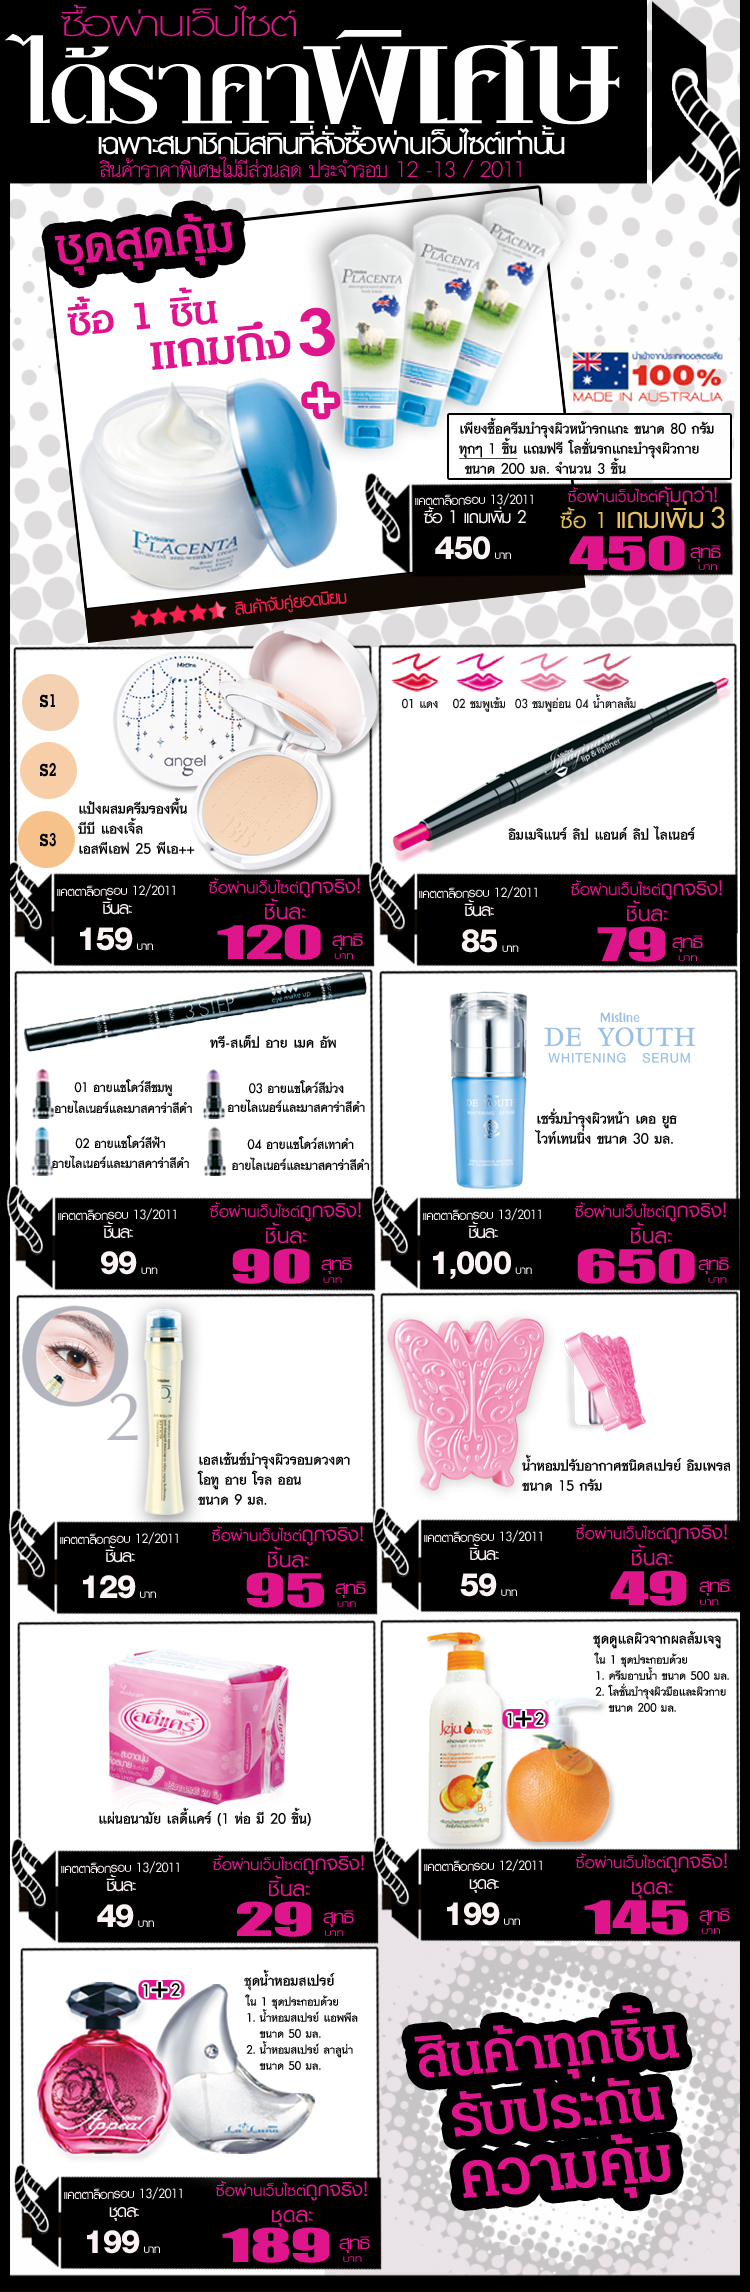 ซื้อผ่านเว็บไซต์
ได้ราคาพิเศษ
เฉพาะสมาชิกมิสทินที่สั่งซื้อผ่านเว็บไซต์เท่านั้น
สินค้าราคาพิเศษไม่มีส่วนลด ประจำรอบ 12 -13 / 2011
ชุดสุดคุ้ม
ซื้อ 1 ชิ้น
แถมถึง 3
+
PLACENTA
PLACENTA
PLACENTA
นำเข้าจากประเทศออสเตรเลีย
100%
MADE IN AUSTRALIA
เพียงซื้อครีมบำรุงผิวหน้ารกแกะ ขนาด 80 กรัม
ทุกๆ 1 ชิ้น แถมฟรี โลชั่นรกแกะบำรุงผิวกาย
ขนาด 200 มล. จำนวน 3 ชิ้น
Mistine
PLACENTA
advanced anti-wrinkle cream
แคตตาล็อกรอบ 13/2011
ซื้อ 1 แถมเพิ่ม 2
450 บาท
ซื้อผ่านเว็บไซต์คุ้มกว่า!
ซื้อ 1 แถมเพิ่ม 3
450 สุทธิ บาท
สินค้าจับคู่ยอดนิยม
S1
S2
S3
Mistine
angel
แป้งผสมครีมรองพื้น
บีบี แองเจิ้ล
เอสพีเอฟ 25 พีเอ++
แคตตาล็อกรอบ 12/2011
ชิ้นละ
159 บาท
ซื้อผ่านเว็บไซต์ถูกจริง!
ชิ้นละ
120 สุทธิ บาท
01 แดง 02 ชมพูเข้ม 03 ชมพูอ่อน 04 น้ำตาลส้ม
Imaginaire
lip & lipliner
อิมเมจิแนร์ ลิป แอนด์ ลิป ไลเนอร์
แคตตาล็อกรอบ 12/2011
ชิ้นละ
85 บาท
ซื้อผ่านเว็บไซต์ถูกจริง!
ชิ้นละ
79 สุทธิ บาท
3 STEP
eye make up
ทรี-สเต็ป อาย เมค อัพ
01 อายแชโดว์สีชมพู
อายไลเนอร์และมาสคาร่าสีดำ
03 อายแชโดว์สีม่วง
อายไลเนอร์และมาสคาร่าสีดำ
02 อายแชโดว์สีฟ้า
อายไลเนอร์และมาสคาร่าสีดำ
04 อายแชโดว์สีเทาดำ
อายไลเนอร์และมาสคาร่าสีดำ
แคตตาล็อกรอบ 13/2011
ชิ้นละ
99 บาท
ซื้อผ่านเว็บไซต์ถูกจริง!
ชิ้นละ
90 สุทธิ บาท
DE YOUTH
Mistine
DE YOUTH
WHITENING SERUM
เซรั่มบำรุงผิวหน้า เดอ ยูธ
ไวท์เทนนิ่ง ขนาด 30 มล.
แคตตาล็อกรอบ 13/2011
ชิ้นละ
1,000 บาท
ซื้อผ่านเว็บไซต์ถูกจริง!
ชิ้นละ
650 สุทธิ บาท
O2
เอสเซ้นซ์บำรุงผิวรอบดวงตา
โอทู อาย โรล ออน
ขนาด 9 มล.
แคตตาล็อกรอบ 12/2011
ชิ้นละ
129 บาท
ซื้อผ่านเว็บไซต์ถูกจริง!
ชิ้นละ
95 สุทธิ บาท
น้ำหอมปรับอากาศชนิดสเปรย์ อิมเพรส
ขนาด 15 กรัม
แคตตาล็อกรอบ 13/2011
ชิ้นละ
59 บาท
ซื้อผ่านเว็บไซต์ถูกจริง!
ชิ้นละ
49 สุทธิ บาท
เลดี้แคร์
แผ่นอนามัย เลดี้แคร์ (1 ห่อ มี 20 ชิ้น)
แคตตาล็อกรอบ 13/2011
ชิ้นละ
49 บาท
ซื้อผ่านเว็บไซต์ถูกจริง!
ชิ้นละ
29 สุทธิ บาท
Jeju orange
shower cream
1+2
ชุดดูแลผิวจากผลส้มเจจู
ใน 1 ชุดประกอบด้วย
1. ครีมอาบน้ำ ขนาด 500 มล.
2. โลชั่นบำรุงผิวมือและผิวกาย
ขนาด 200 มล.
แคตตาล็อกรอบ 12/2011
ชุดละ
199 บาท
ซื้อผ่านเว็บไซต์ถูกจริง!
ชุดละ
145 สุทธิ บาท
1+2
Appeal
La Luna
ชุดน้ำหอมสเปรย์
ใน 1 ชุดประกอบด้วย
1. น้ำหอมสเปรย์ แอพพีล
ขนาด 50 มล.
2. น้ำหอมสเปรย์ ลาลูน่า
ขนาด 50 มล.
แคตตาล็อกรอบ 13/2011
ชุดละ
199 บาท
ซื้อผ่านเว็บไซต์ถูกจริง!
ชุดละ
189 สุทธิ บาท
สินค้าทุกชิ้น
รับประกัน
ความคุ้ม